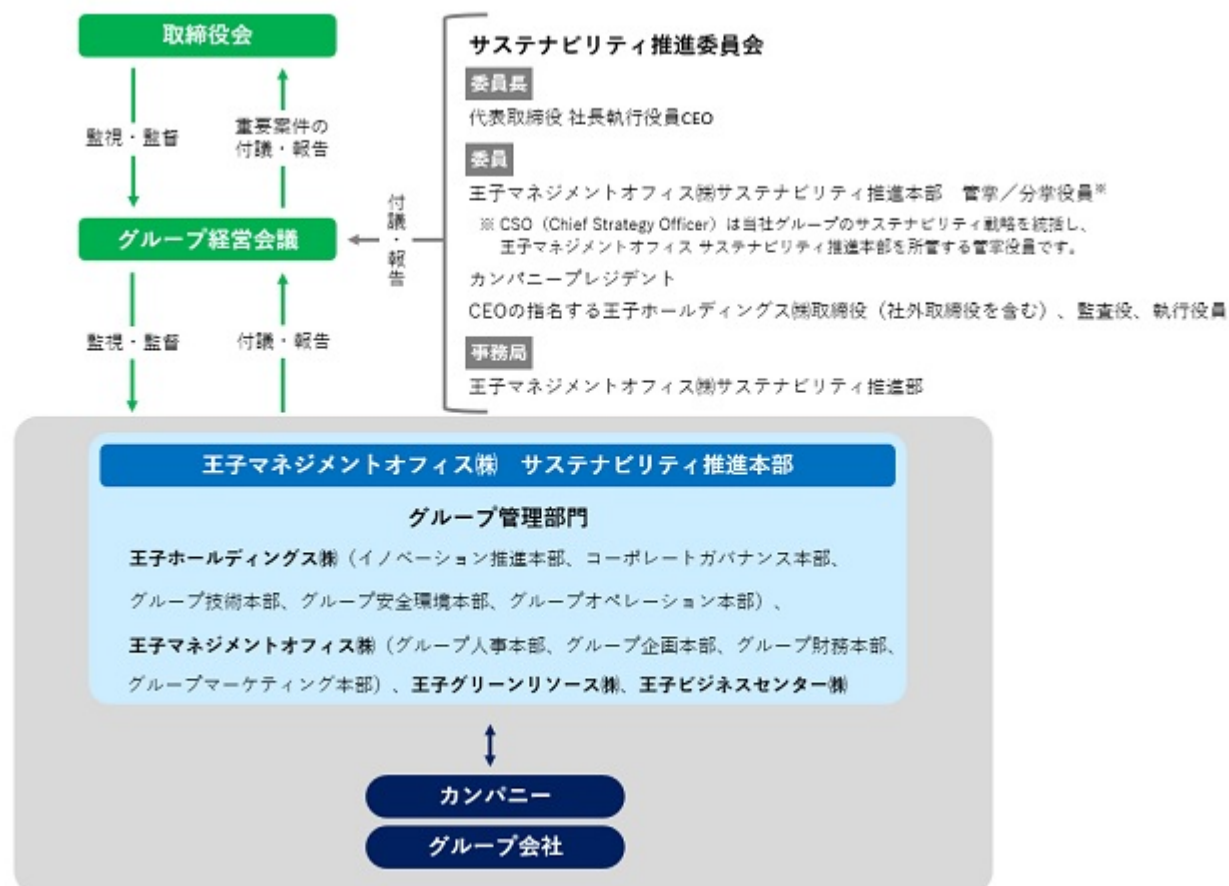 取締役会
監視・監督
重要案件の
付議・報告
グループ経営会議
監視・監督
付議・報告
付議・報告
サステナビリティ推進委員会
委員長
代表取締役 社長執行役員CEO
委員
王子マネジメントオフィス㈱サステナビリティ推進本部　管掌／分掌役員※
※ CSO（Chief Strategy Officer）は当社グループのサステナビリティ戦略を統括し、
王子マネジメントオフィス サステナビリティ推進本部を所管する管掌役員です。
カンパニープレジデント
CEOの指名する王子ホールディングス㈱取締役（社外取締役を含む）、監査役、執行役員
事務局
王子マネジメントオフィス㈱サステナビリティ推進部
王子マネジメントオフィス㈱　サステナビリティ推進本部
グループ管理部門
王子ホールディングス㈱（イノベーション推進本部、コーポレートガバナンス本部、
グループ技術本部、グループ安全環境本部、グループオペレーション本部）、
王子マネジメントオフィス㈱（グループ人事本部、グループ企画本部、グループ財務本部、
グループマーケティング本部）、王子グリーンリソース㈱、王子ビジネスセンター㈱
カンパニー
グループ会社